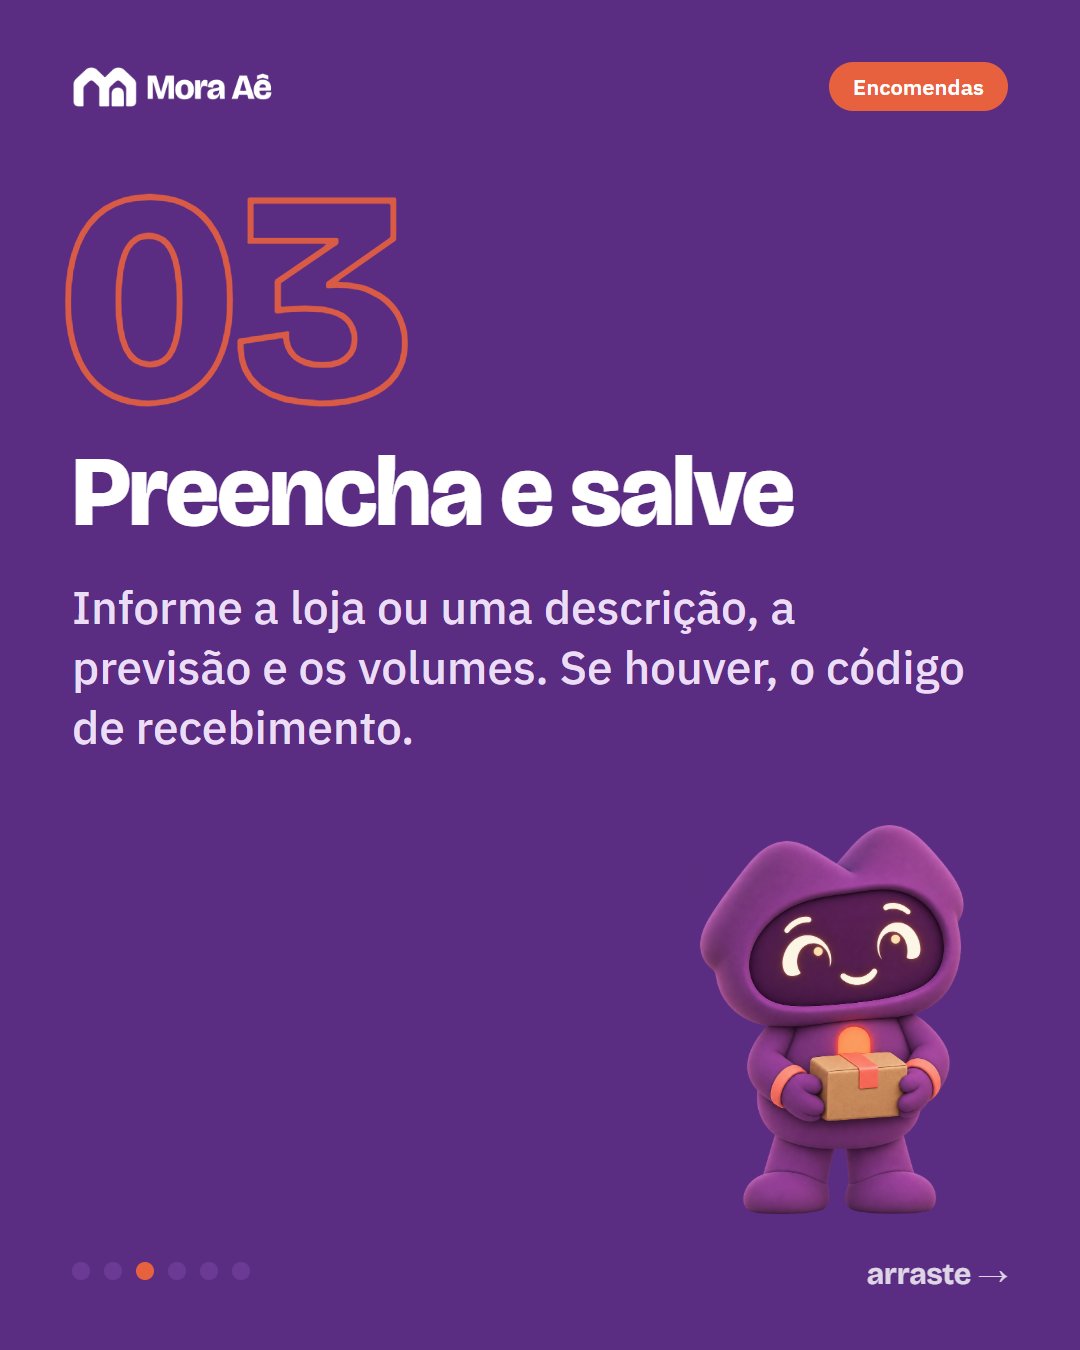 Mora Aê
Encomendas
03
Preencha e salve
Informe a loja ou uma descrição, a
previsão e os volumes. Se houver, o código
de recebimento.
arraste →